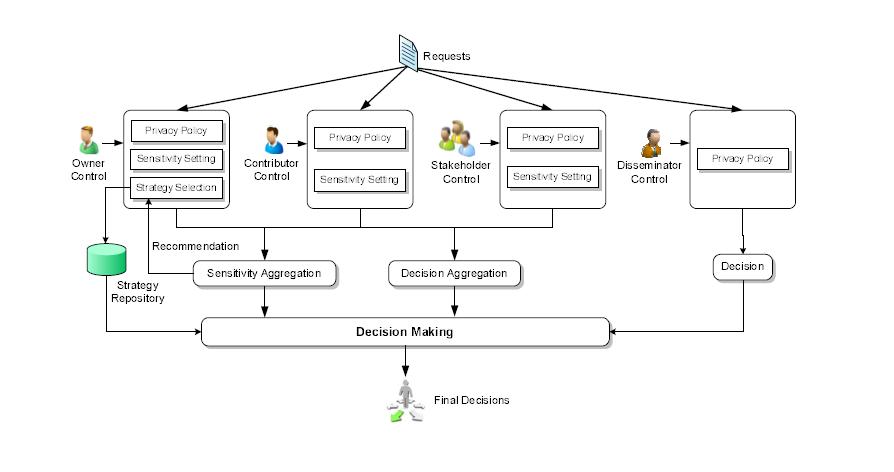 Requests
Owner
Control
Privacy Policy
Sensitivity Setting
Strategy Selection
Contributor
Control
Privacy Policy
Sensitivity Setting
Stakeholder
Control
Privacy Policy
Sensitivity Setting
Disseminator
Control
Privacy Policy
Recommendation
Strategy
Repository
Sensitivity Aggregation
Decision Aggregation
Decision
Decision Making
Final Decisions